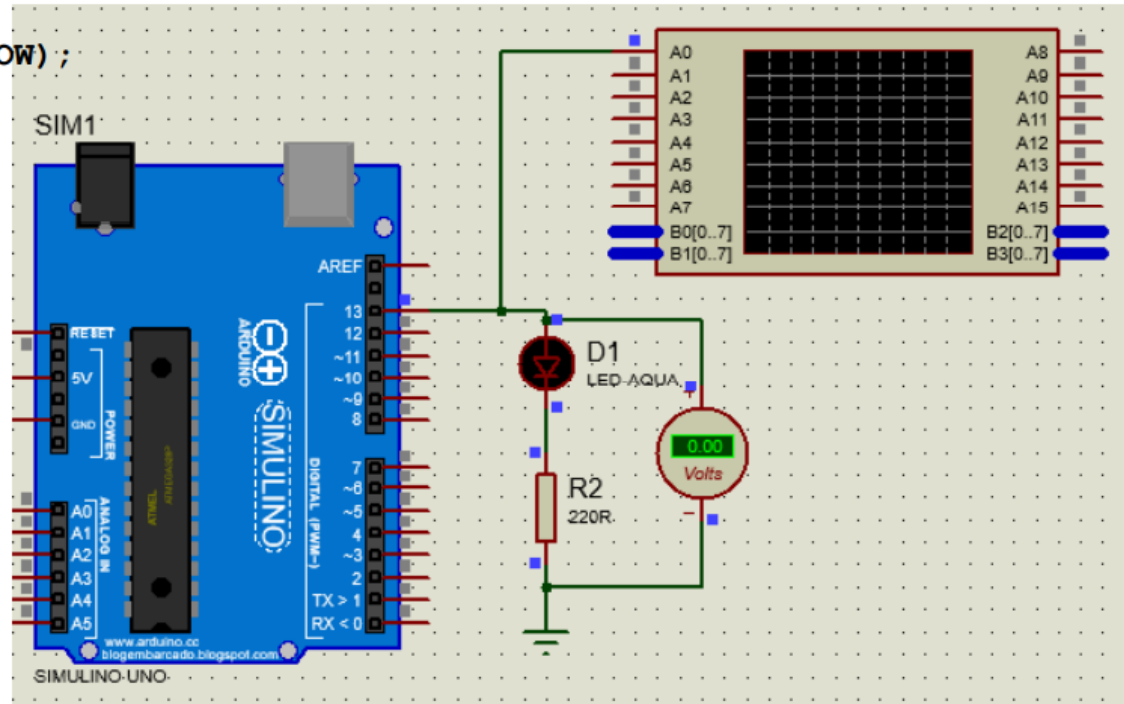 OW);
SIM1
A0
A1
A2
A3
A4
A5
A6
A7
B0[0..7]
B1[0..7]
A8
A9
A10
A11
A12
A13
A14
A15
B2[0..7]
B3[0..7]
AREF
13
12
~11
~10
~9
8
7
~6
~5
4
~3
2
TX > 1
RX < 0
RESET
5V
GND
POWER
ANALOG IN
A0
A1
A2
A3
A4
A5
ATMEL
ARDUINO
SIMULINO
DIGITAL (PWM~)
www.arduino.cc
blogembarcado.blogspot.com
SIMULINO UNO
D1
LED-AQUA
+
0.00
Volts
−
R2
220R